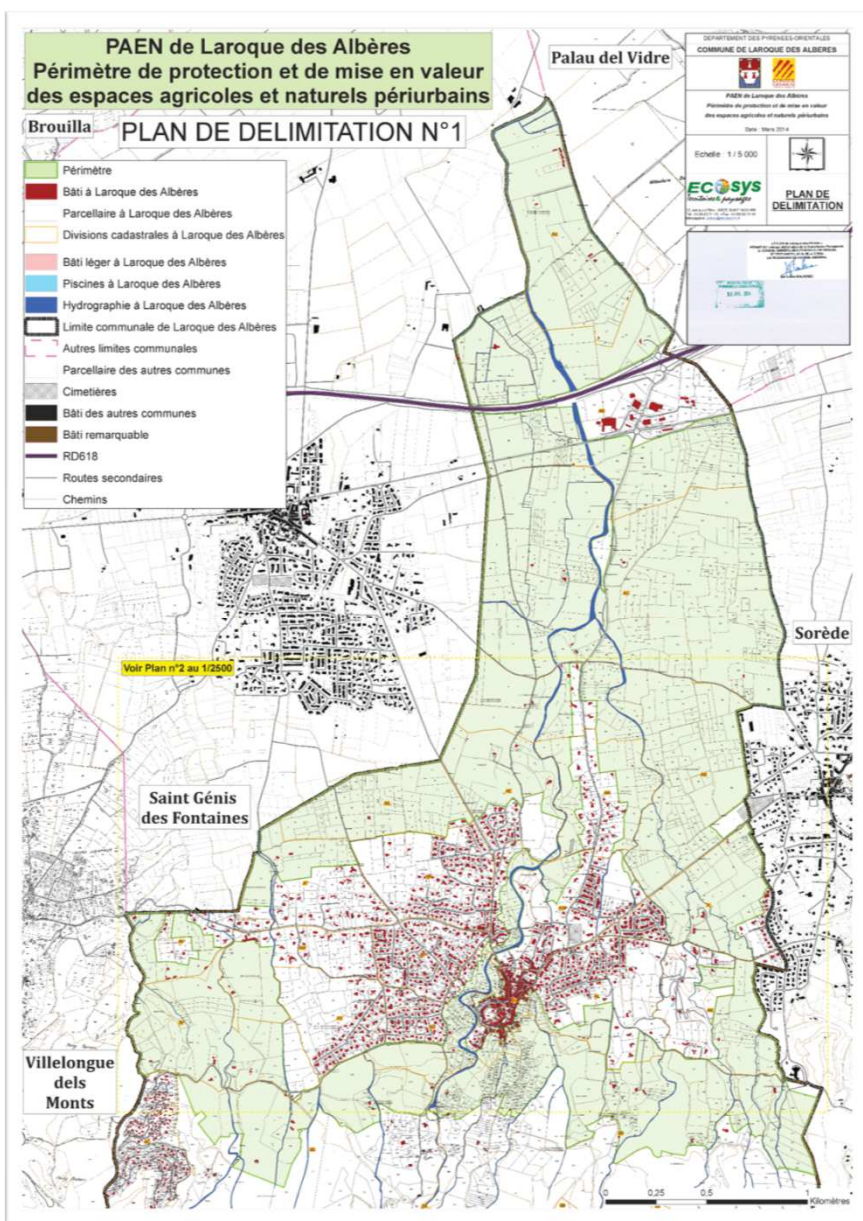 PAEN de Laroque des Albères
Périmètre de protection et de mise en valeur
des espaces agricoles et naturels périurbains
Palau del Vidre
DEPARTEMENT DES PYRENEES-ORIENTALES
COMMUNE DE LAROQUE DES ALBERES
PAEN de Laroque des Albères
Périmètre de protection et de mise en valeur
des espaces agricoles et naturels périurbains
Date : Mars 2014
Echelle : 1 / 5 000
ECOSYS
territoires & paysages
PLAN DE
DELIMITATION
Brouilla
PLAN DE DELIMITATION N°1
Périmètre
Bâti à Laroque des Albères
Parcellaire à Laroque des Albères
Divisions cadastrales à Laroque des Albères
Bâti léger à Laroque des Albères
Piscines à Laroque des Albères
Hydrographie à Laroque des Albères
Limite communale de Laroque des Albères
Autres limites communales
Parcellaire des autres communes
Cimetières
Bâti des autres communes
Bâti remarquable
RD618
Routes secondaires
Chemins
Sorède
Voir Plan n°2 au 1/2500
Saint Génis
des Fontaines
Villelongue
dels
Monts
0 0,25 0,5 1
Kilomètres